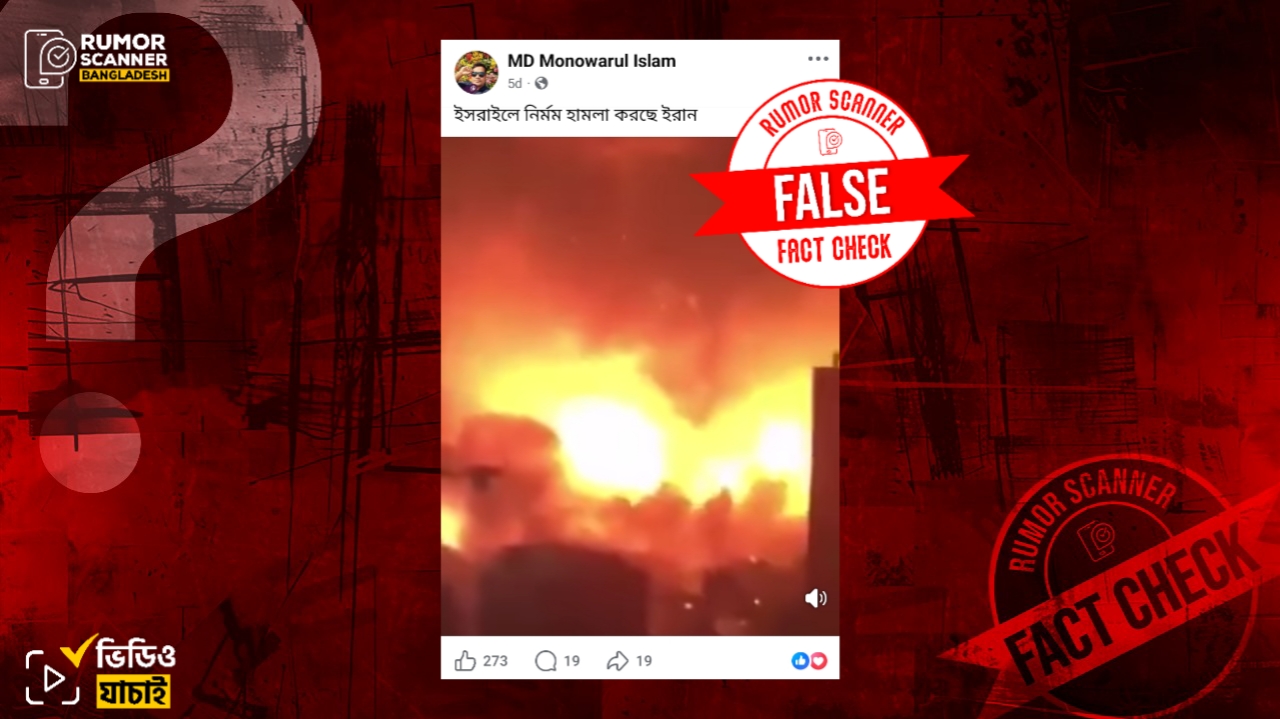 RUMOR
SCANNER
BANGLADESH
MD Monowarul Islam
5d ·
ইসরাইলে নির্মম হামলা করছে ইরান
RUMOR SCANNER
FALSE
FACT CHECK
273
19
19
RUMOR SCANNER
FACT CHECK
ভিডিও
যাচাই